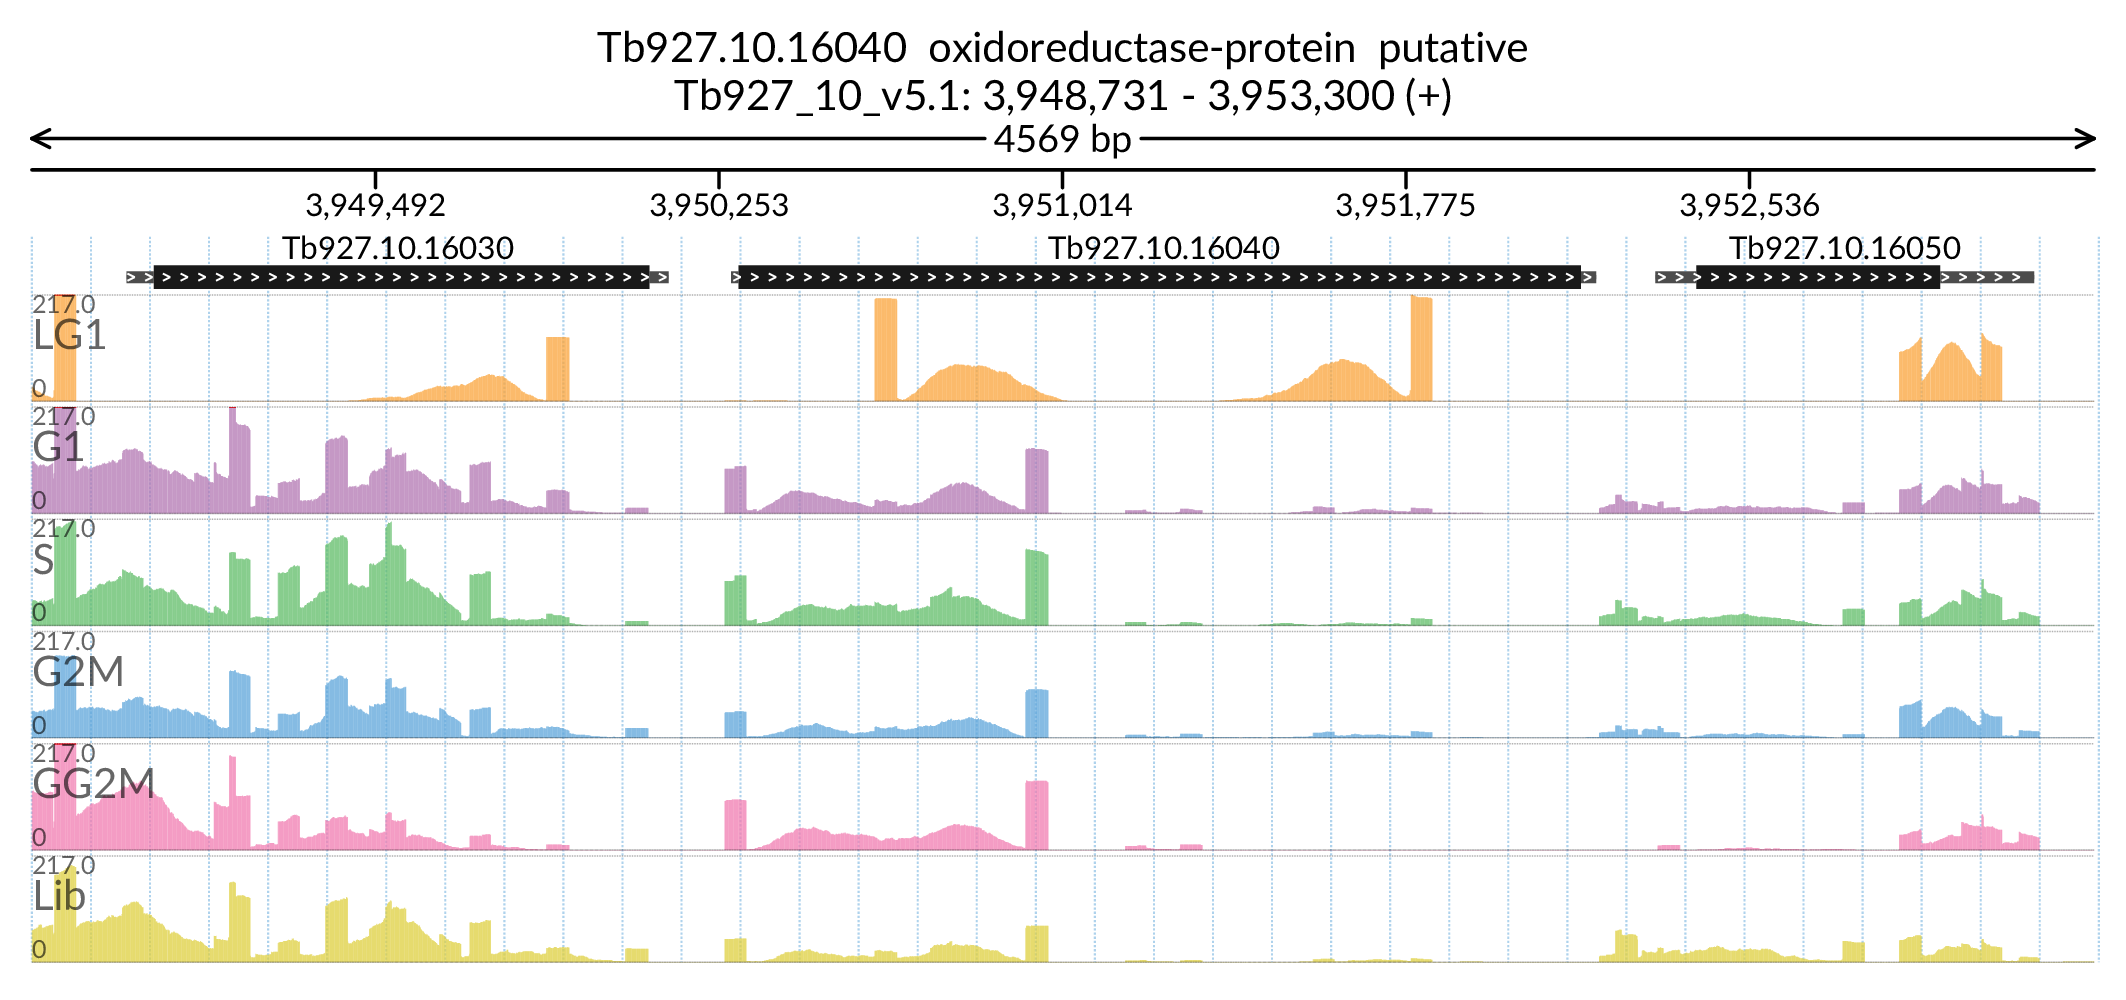 Tb927.10.16040 oxidoreductase-protein putative
Tb927_10_v5.1: 3,948,731 - 3,953,300 (+)
4569 bp
3,949,492 3,950,253 3,951,014 3,951,775 3,952,536
Tb927.10.16030 Tb927.10.16040 Tb927.10.16050
217.0
LG1
0
217.0
G1
0
217.0
S
0
217.0
G2M
0
217.0
GG2M
0
217.0
Lib
0